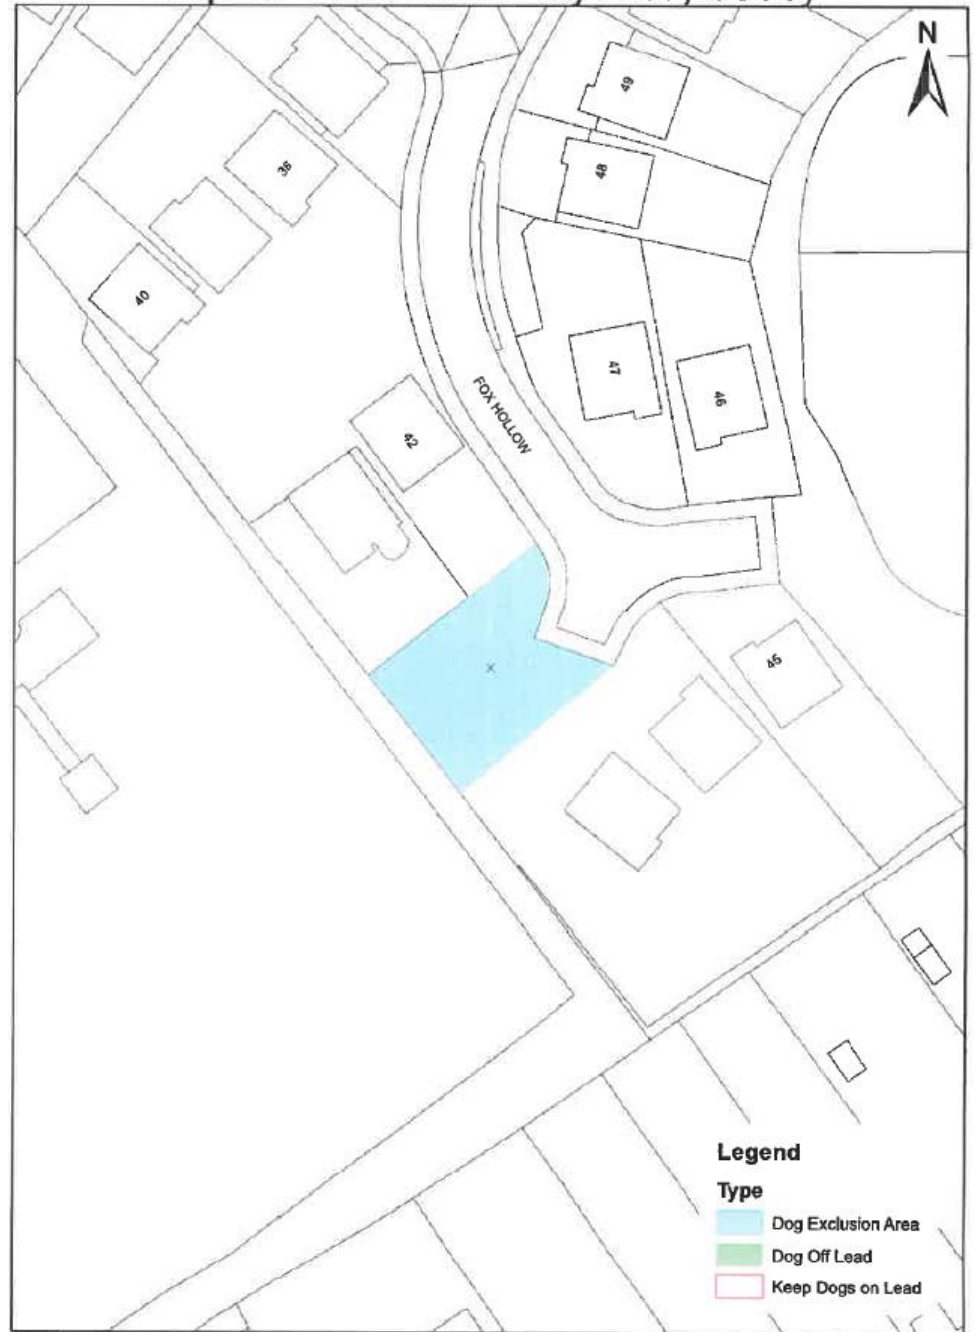 N
49
48
38
40
47
46
42
FOX HOLLOW
45
x
Legend
Type
Dog Exclusion Area
Dog Off Lead
Keep Dogs on Lead